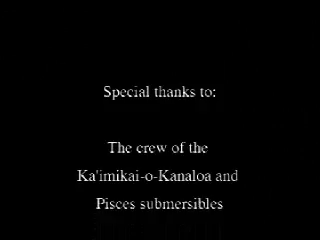 Special thanks to:
The crew of the
Ka'imikai-o-Kanaloa and
Pisces submersibles